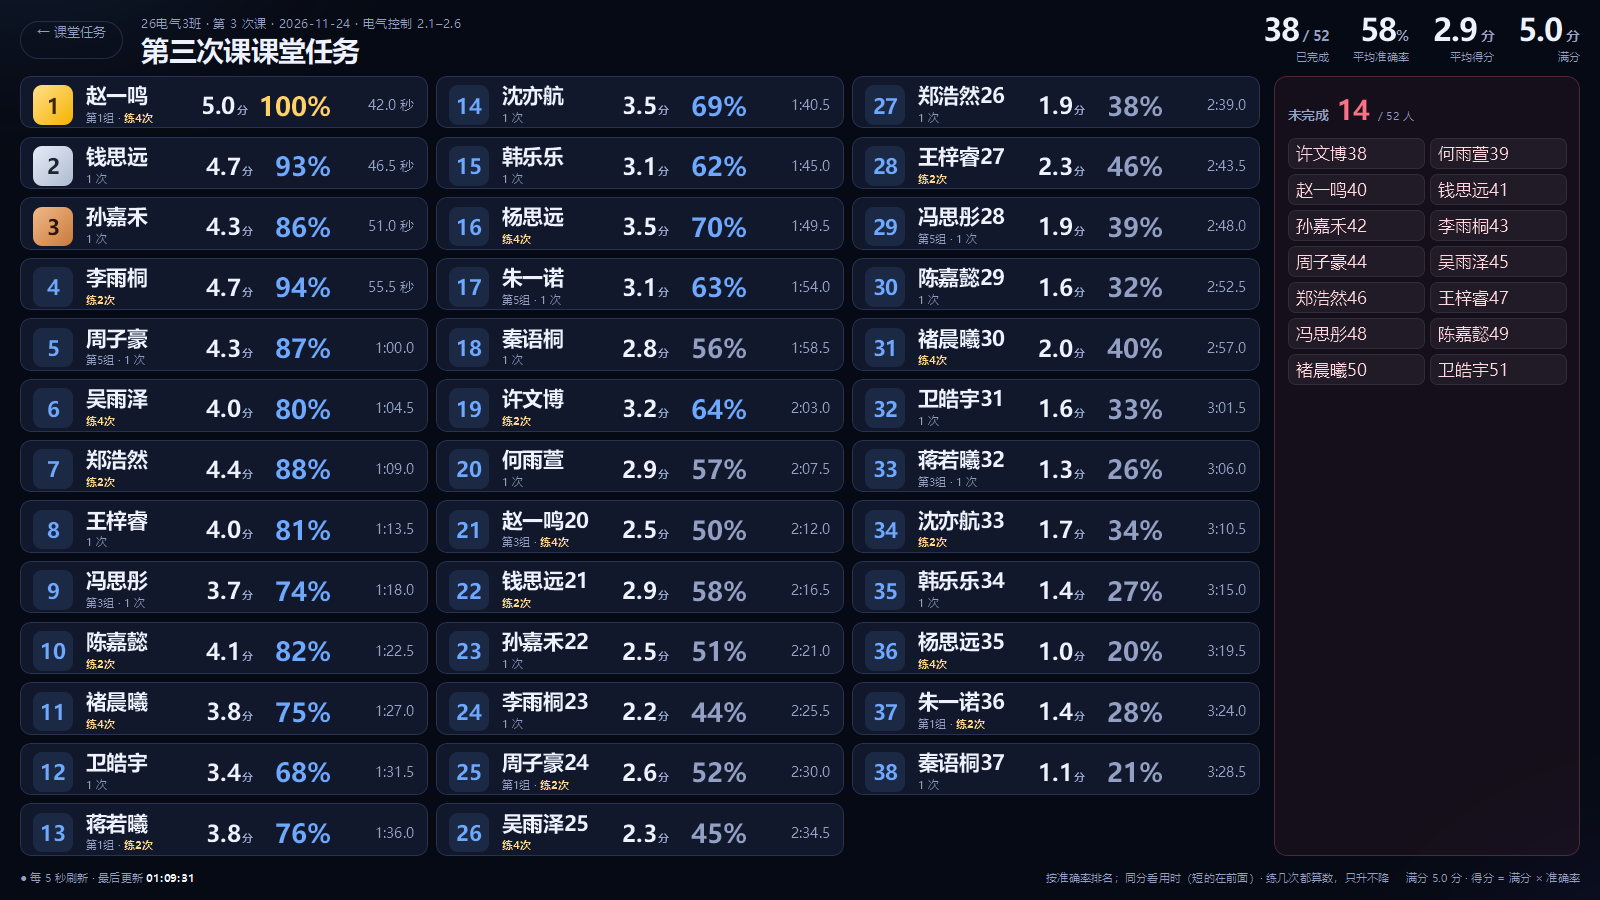 ← 课堂任务
26电气3班 · 第 3 次课 · 2026-11-24 · 电气控制 2.1–2.6
第三次课课堂任务
38 / 52 已完成
58% 平均准确率
2.9 分 平均得分
5.0 分 满分
1 赵一鸣 第1组 · 练4次 5.0分 100% 42.0 秒
2 钱思远 1 次 4.7分 93% 46.5 秒
3 孙嘉禾 1 次 4.3分 86% 51.0 秒
4 李雨桐 练2次 4.7分 94% 55.5 秒
5 周子豪 第5组 · 1 次 4.3分 87% 1:00.0
6 吴雨泽 练4次 4.0分 80% 1:04.5
7 郑浩然 练2次 4.4分 88% 1:09.0
8 王梓睿 1 次 4.0分 81% 1:13.5
9 冯思彤 第3组 · 1 次 3.7分 74% 1:18.0
10 陈嘉懿 练2次 4.1分 82% 1:22.5
11 褚晨曦 练4次 3.8分 75% 1:27.0
12 卫皓宇 1 次 3.4分 68% 1:31.5
13 蒋若曦 第1组 · 练2次 3.8分 76% 1:36.0
14 沈亦航 1 次 3.5分 69% 1:40.5
15 韩乐乐 1 次 3.1分 62% 1:45.0
16 杨思远 练4次 3.5分 70% 1:49.5
17 朱一诺 第5组 · 1 次 3.1分 63% 1:54.0
18 秦语桐 1 次 2.8分 56% 1:58.5
19 许文博 练2次 3.2分 64% 2:03.0
20 何雨萱 1 次 2.9分 57% 2:07.5
21 赵一鸣20 第3组 · 练4次 2.5分 50% 2:12.0
22 钱思远21 练2次 2.9分 58% 2:16.5
23 孙嘉禾22 1 次 2.5分 51% 2:21.0
24 李雨桐23 1 次 2.2分 44% 2:25.5
25 周子豪24 第1组 · 练2次 2.6分 52% 2:30.0
26 吴雨泽25 练4次 2.3分 45% 2:34.5
27 郑浩然26 1 次 1.9分 38% 2:39.0
28 王梓睿27 练2次 2.3分 46% 2:43.5
29 冯思彤28 第5组 · 1 次 1.9分 39% 2:48.0
30 陈嘉懿29 1 次 1.6分 32% 2:52.5
31 褚晨曦30 练4次 2.0分 40% 2:57.0
32 卫皓宇31 1 次 1.6分 33% 3:01.5
33 蒋若曦32 第3组 · 1 次 1.3分 26% 3:06.0
34 沈亦航33 练2次 1.7分 34% 3:10.5
35 韩乐乐34 1 次 1.4分 27% 3:15.0
36 杨思远35 练4次 1.0分 20% 3:19.5
37 朱一诺36 第1组 · 练2次 1.4分 28% 3:24.0
38 秦语桐37 1 次 1.1分 21% 3:28.5
未完成 14 / 52 人
许文博38 何雨萱39
赵一鸣40 钱思远41
孙嘉禾42 李雨桐43
周子豪44 吴雨泽45
郑浩然46 王梓睿47
冯思彤48 陈嘉懿49
褚晨曦50 卫皓宇51
● 每 5 秒刷新 · 最后更新 01:09:31
按准确率排名；同分看用时（短的在前面）· 练几次都算数，只升不降 满分 5.0 分 · 得分 = 满分 × 准确率